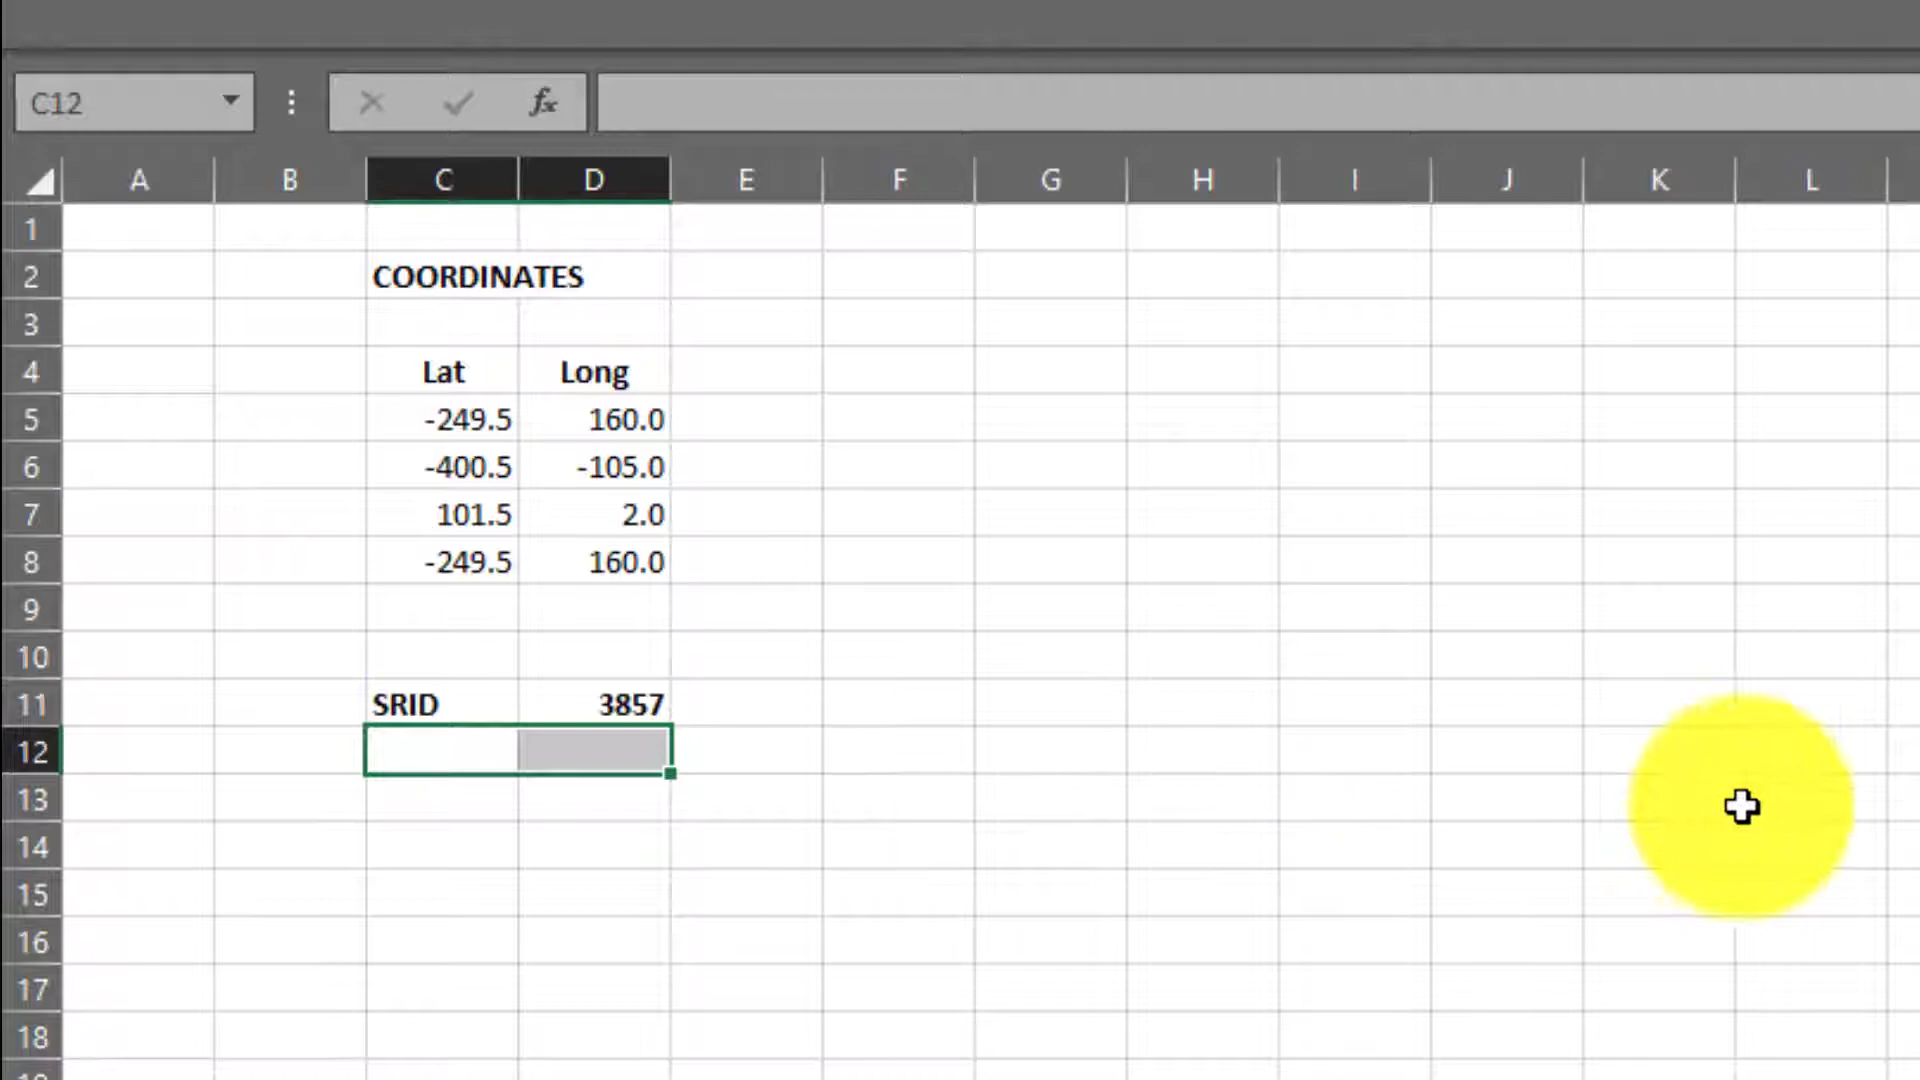 C12 fx
A B C D E F G H I J K L
1
2 COORDINATES
3
4 Lat Long
5 -249.5 160.0
6 -400.5 -105.0
7 101.5 2.0
8 -249.5 160.0
9
10
11 SRID 3857
12
13
14
15
16
17
18